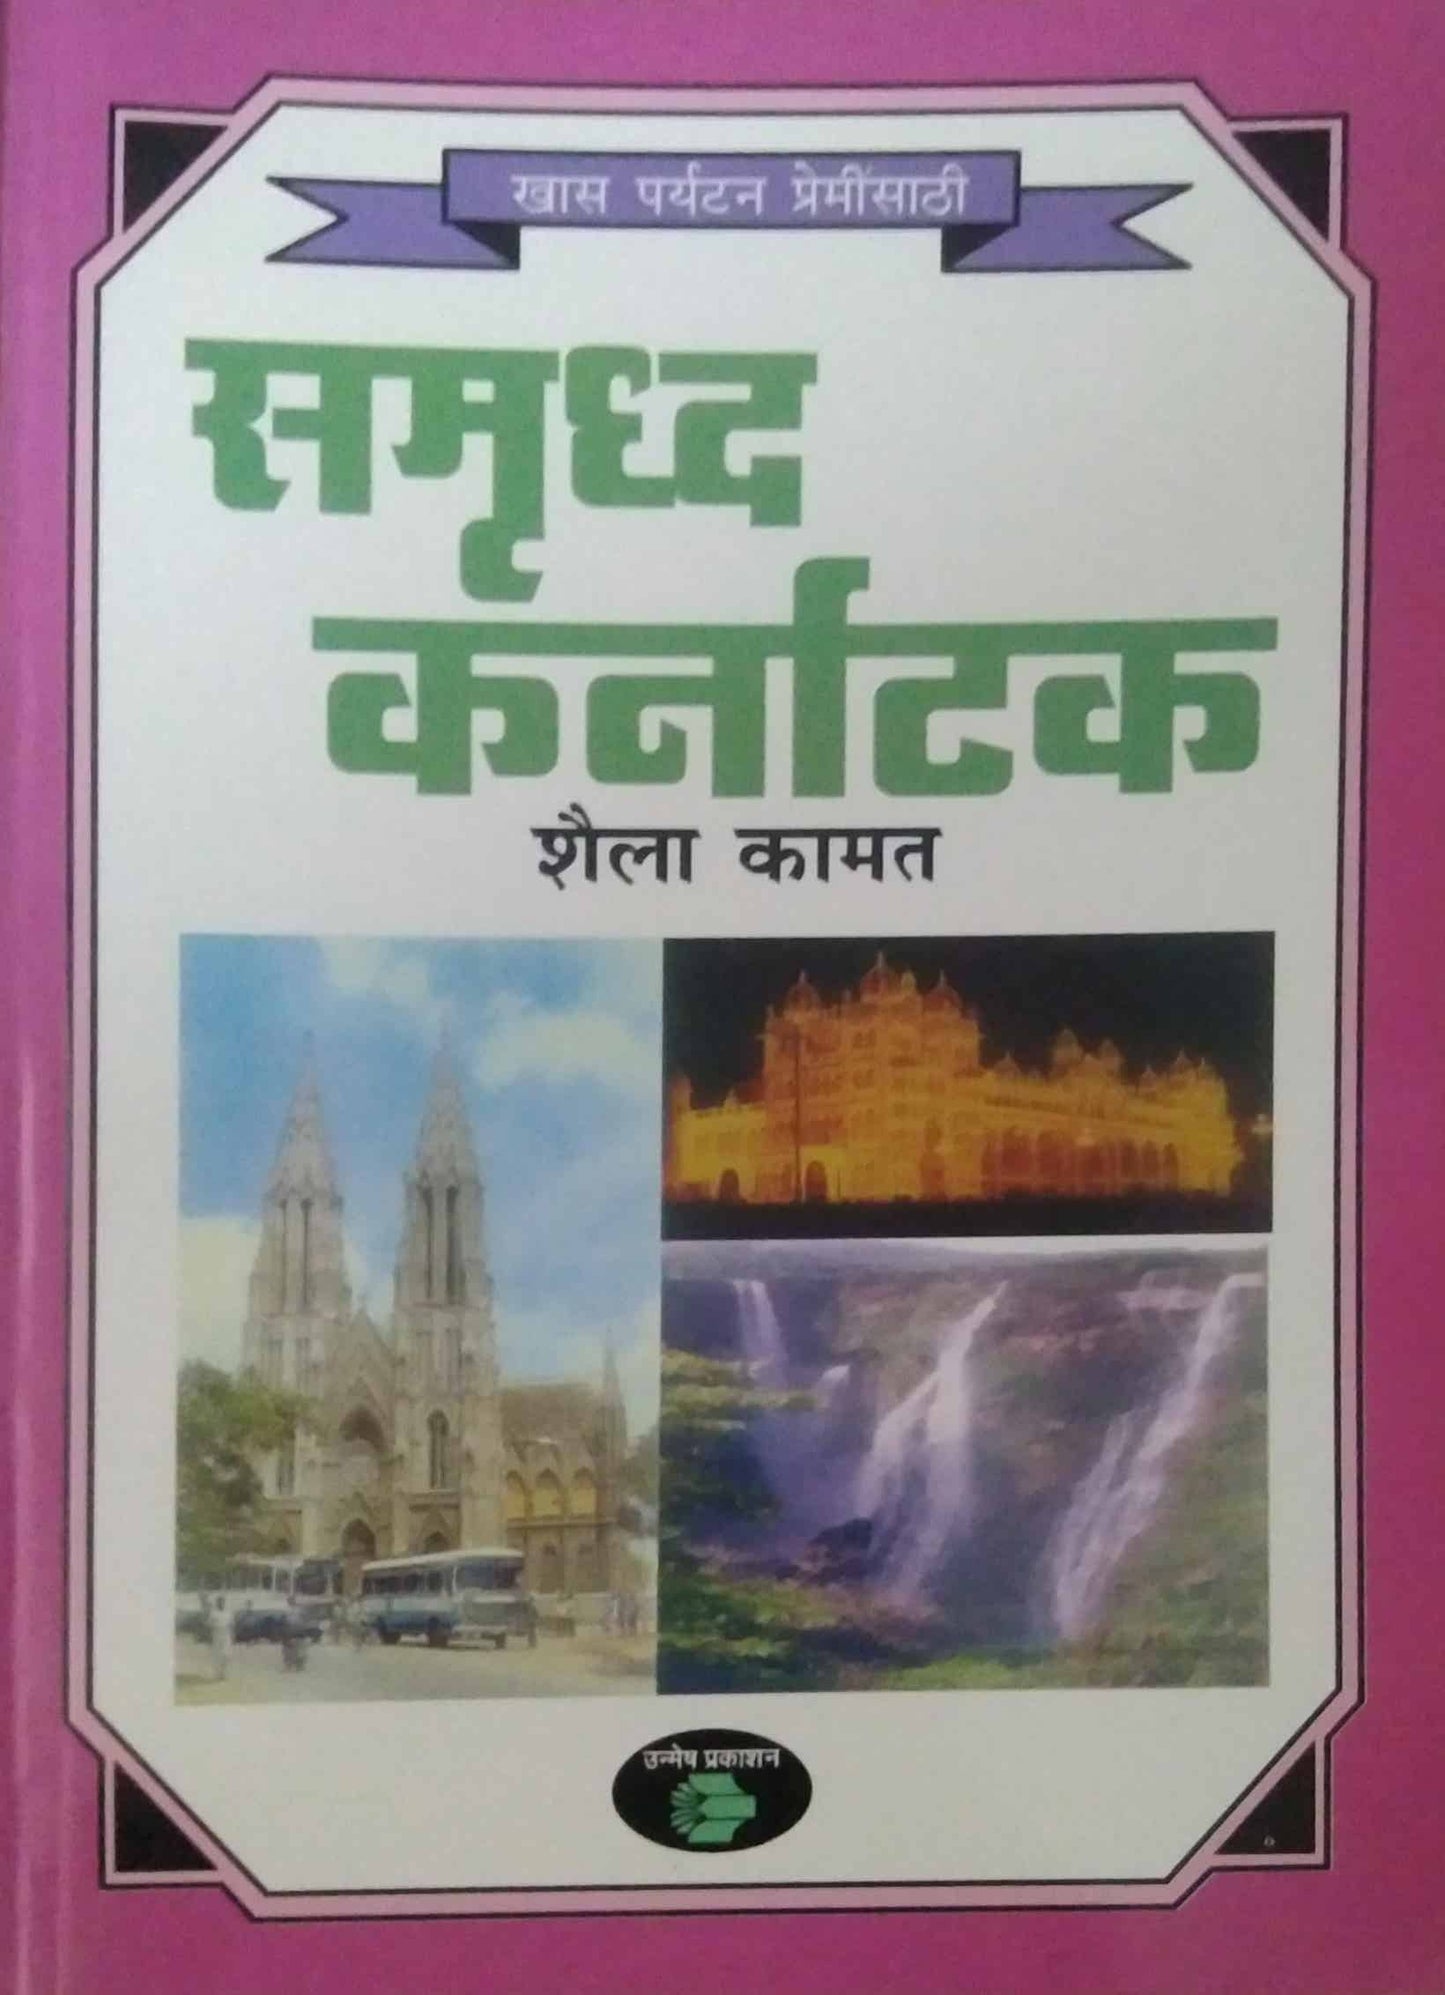 खास पर्यटन प्रेमींसाठी
समृध्द
कर्नाटक
शैला कामत
उन्मेष प्रकाशन